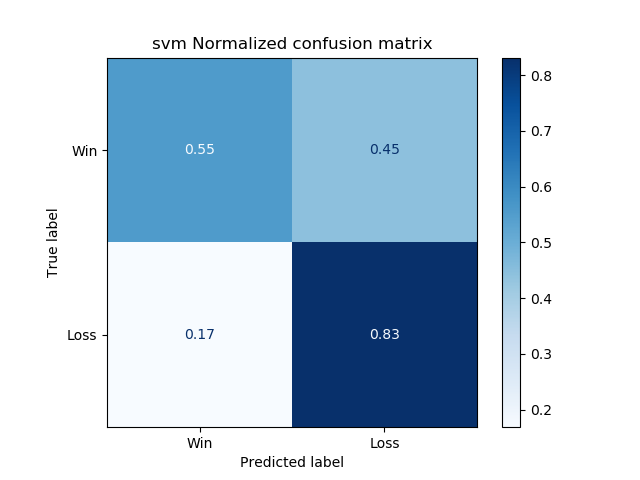 svm Normalized confusion matrix
Win
0.55
0.45
Loss
0.17
0.83
Win
Loss
Predicted label
True label
0.8
0.7
0.6
0.5
0.4
0.3
0.2